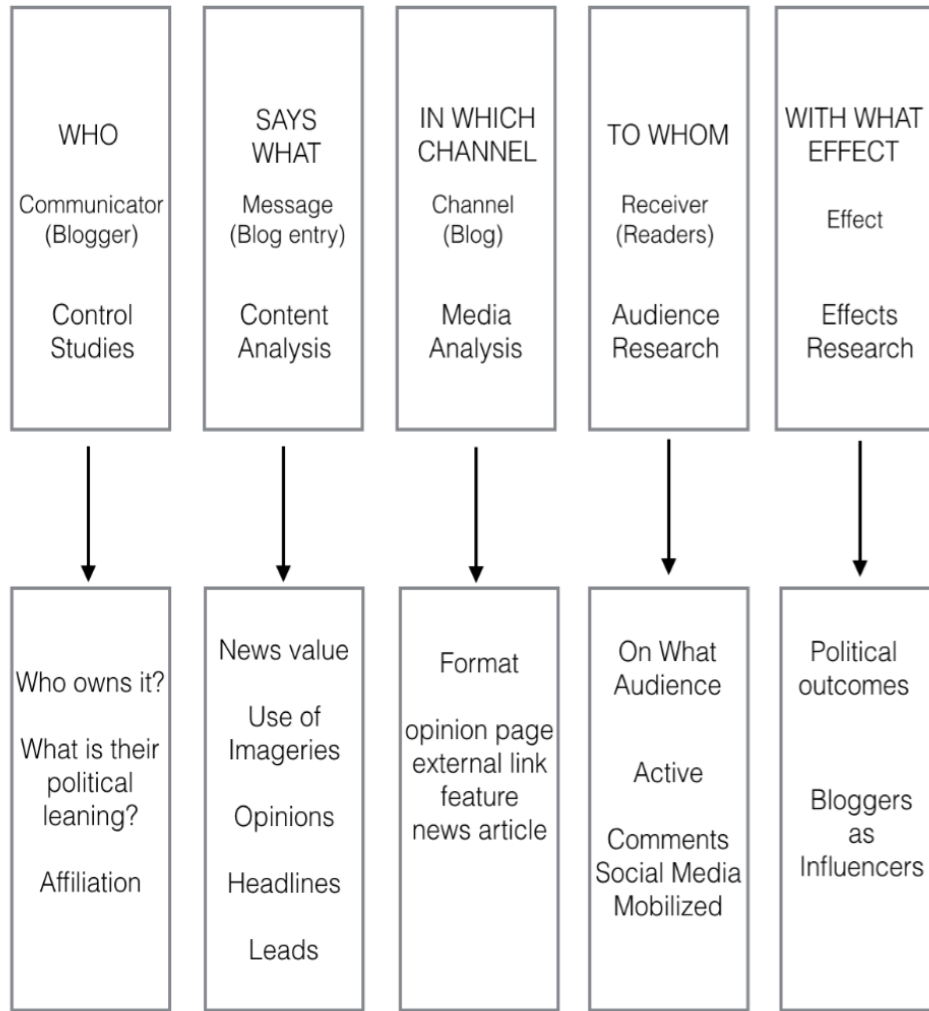 WHO
Communicator
(Blogger)
Control
Studies
SAYS
WHAT
Message
(Blog entry)
Content
Analysis
IN WHICH
CHANNEL
Channel
(Blog)
Media
Analysis
TO WHOM
Receiver
(Readers)
Audience
Research
WITH WHAT
EFFECT
Effect
Effects
Research
Who owns it?
What is their
political
leaning?
Affiliation
News value
Use of
Imageries
Opinions
Headlines
Leads
Format
opinion page
external link
feature
news article
On What
Audience
Active
Comments
Social Media
Mobilized
Political
outcomes
Bloggers
as
Influencers